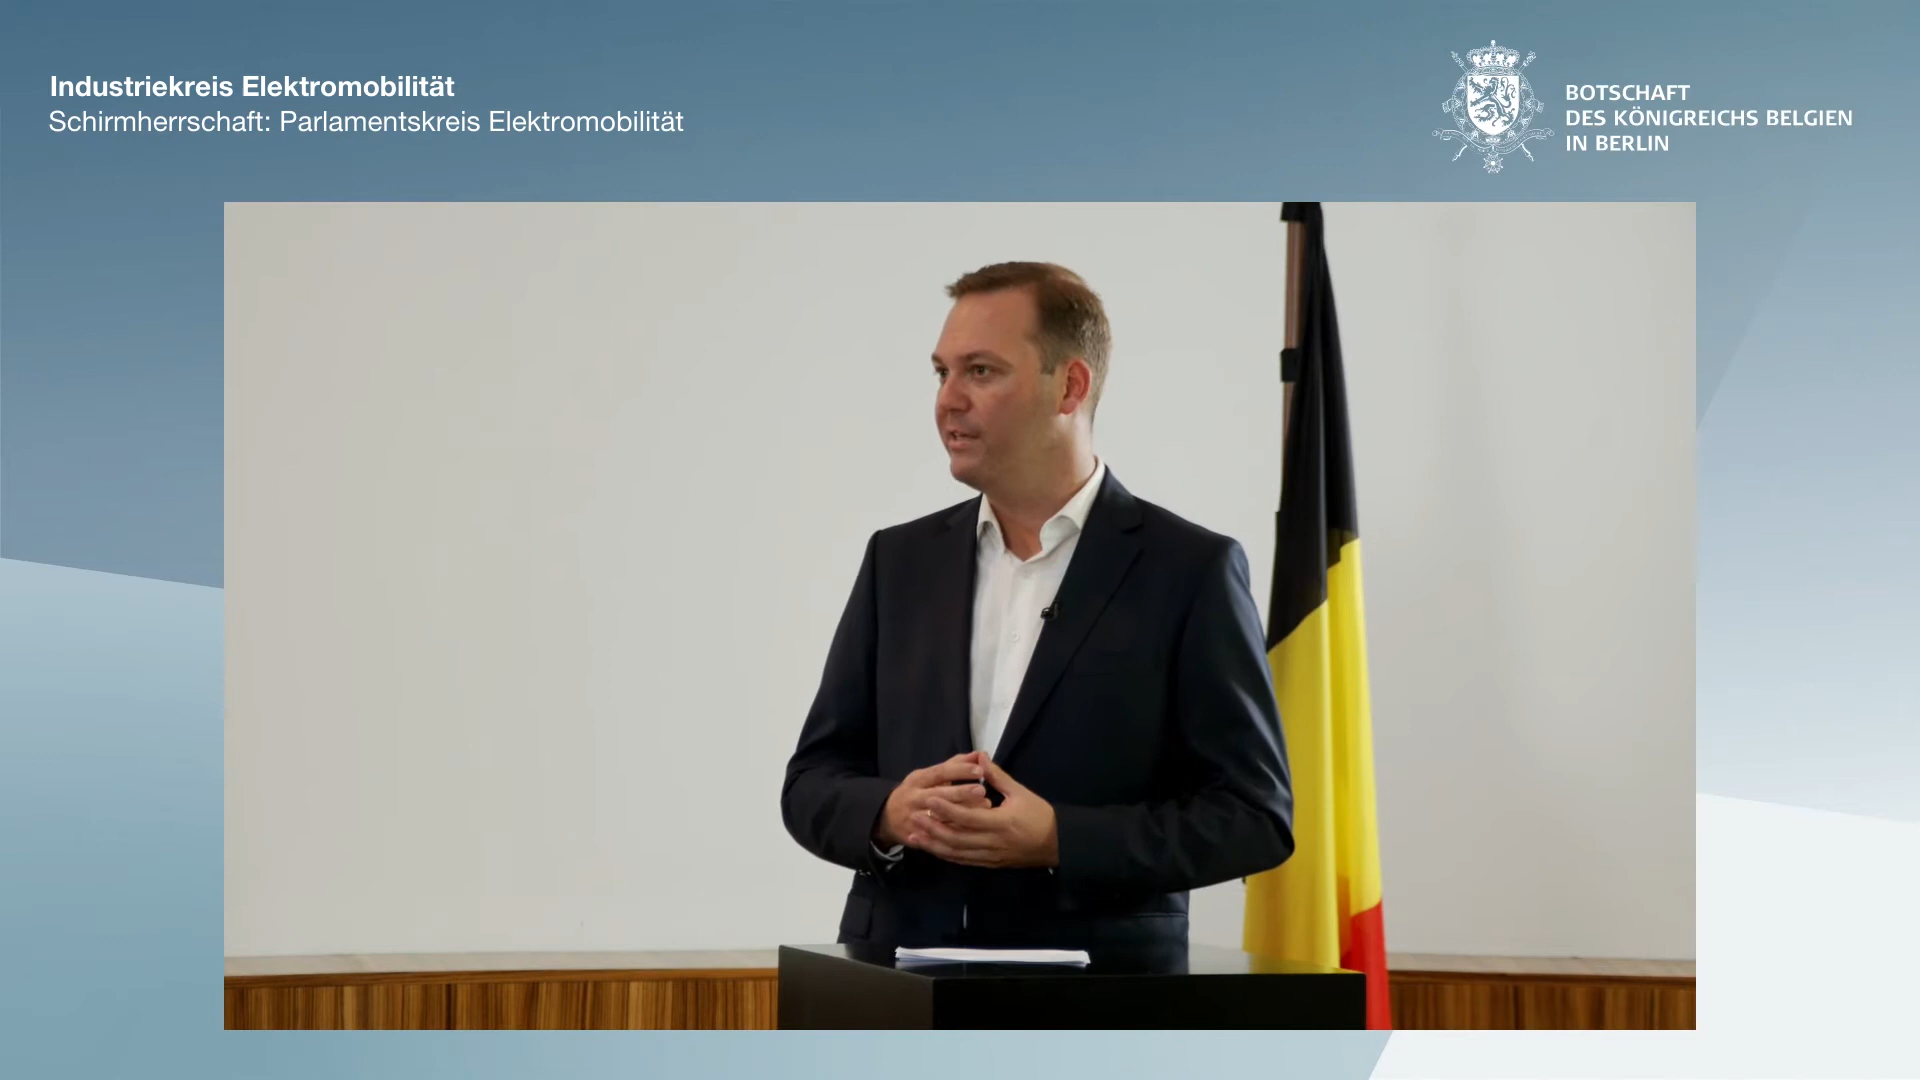 Industriekreis Elektromobilität
Schirmherrschaft: Parlamentskreis Elektromobilität
BOTSCHAFT
DES KÖNIGREICHS BELGIEN
IN BERLIN